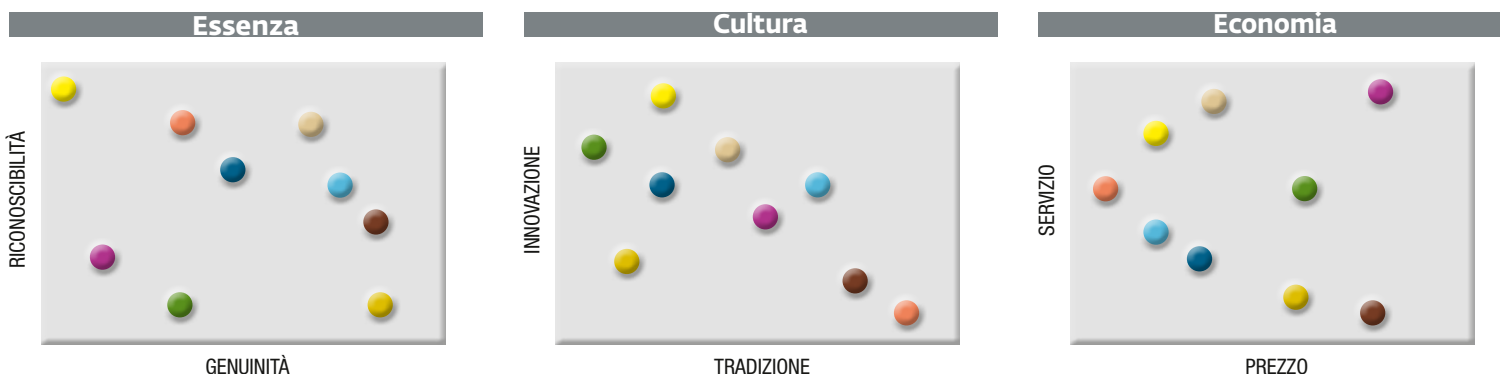 Essenza
Cultura
Economia
RICONOSCIBILITÀ
GENUINITÀ
INNOVAZIONE
TRADIZIONE
SERVIZIO
PREZZO